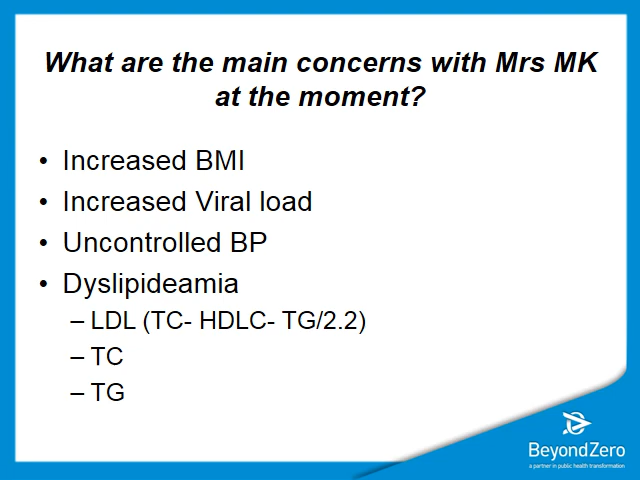 What are the main concerns with Mrs MK
at the moment?
• Increased BMI
• Increased Viral load
• Uncontrolled BP
• Dyslipideamia
– LDL (TC- HDLC- TG/2.2)
– TC
– TG
BeyondZero
a partner in public health transformation